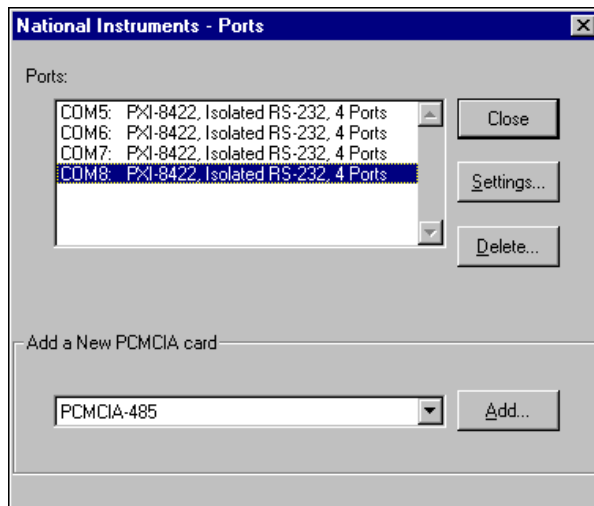 National Instruments - Ports
Ports:
COM5: PXI-8422, Isolated RS-232, 4 Ports
COM6: PXI-8422, Isolated RS-232, 4 Ports
COM7: PXI-8422, Isolated RS-232, 4 Ports
COM8: PXI-8422, Isolated RS-232, 4 Ports
Close
Settings...
Delete...
Add a New PCMCIA card
PCMCIA-485
Add...